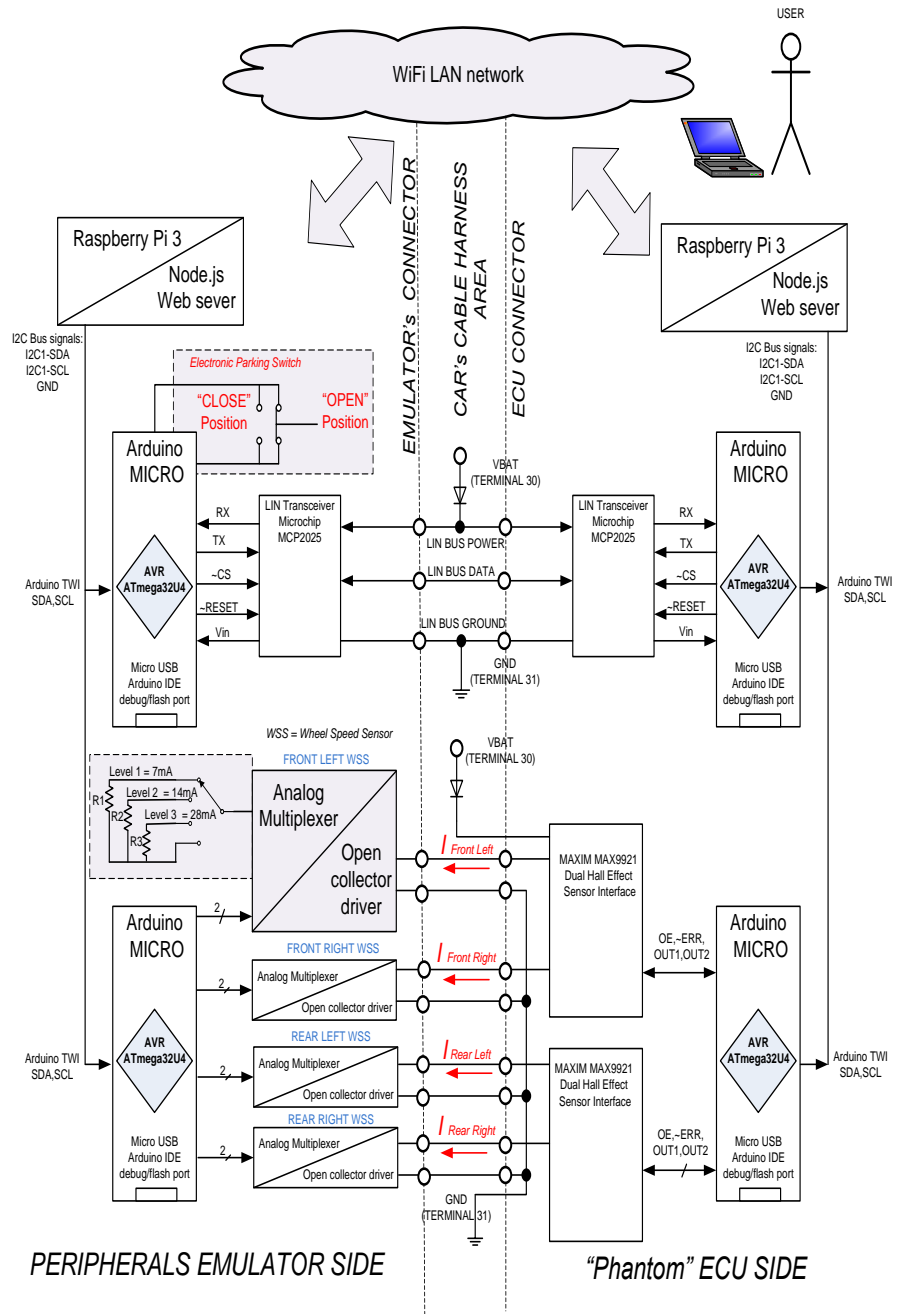 USER
WiFi LAN network
EMULATOR's CONNECTOR
CAR's CABLE HARNESS
AREA
ECU CONNECTOR
Raspberry Pi 3
Node.js
Web sever
Raspberry Pi 3
Node.js
Web sever
I2C Bus signals:
I2C1-SDA
I2C1-SCL
GND
I2C Bus signals:
I2C1-SDA
I2C1-SCL
GND
Electronic Parking Switch
“CLOSE”
Position
“OPEN”
Position
Arduino
MICRO
AVR
ATmega32U4
Micro USB
Arduino IDE
debug/flash port
Arduino TWI
SDA,SCL
RX
TX
~CS
~RESET
Vin
LIN Transceiver
Microchip
MCP2025
VBAT
(TERMINAL 30)
LIN BUS POWER
LIN BUS DATA
LIN BUS GROUND
GND
(TERMINAL 31)
LIN Transceiver
Microchip
MCP2025
RX
TX
~CS
~RESET
Vin
Arduino
MICRO
AVR
ATmega32U4
Micro USB
Arduino IDE
debug/flash port
Arduino TWI
SDA,SCL
WSS = Wheel Speed Sensor
FRONT LEFT WSS
Level 1 = 7mA
Level 2 = 14mA
Level 3 = 28mA
R1
R2
R3
Analog
Multiplexer
Open
collector
driver
VBAT
(TERMINAL 30)
I Front Left
MAXIM MAX9921
Dual Hall Effect
Sensor Interface
Arduino
MICRO
AVR
ATmega32U4
Micro USB
Arduino IDE
debug/flash port
Arduino TWI
SDA,SCL
2
FRONT RIGHT WSS
2
Analog Multiplexer
Open collector driver
I Front Right
OE,~ERR,
OUT1,OUT2
REAR LEFT WSS
2
Analog Multiplexer
Open collector driver
I Rear Left
MAXIM MAX9921
Dual Hall Effect
Sensor Interface
REAR RIGHT WSS
2
Analog Multiplexer
Open collector driver
I Rear Right
OE,~ERR,
OUT1,OUT2
GND
(TERMINAL 31)
Arduino
MICRO
AVR
ATmega32U4
Micro USB
Arduino IDE
debug/flash port
Arduino TWI
SDA,SCL
PERIPHERALS EMULATOR SIDE
“Phantom” ECU SIDE